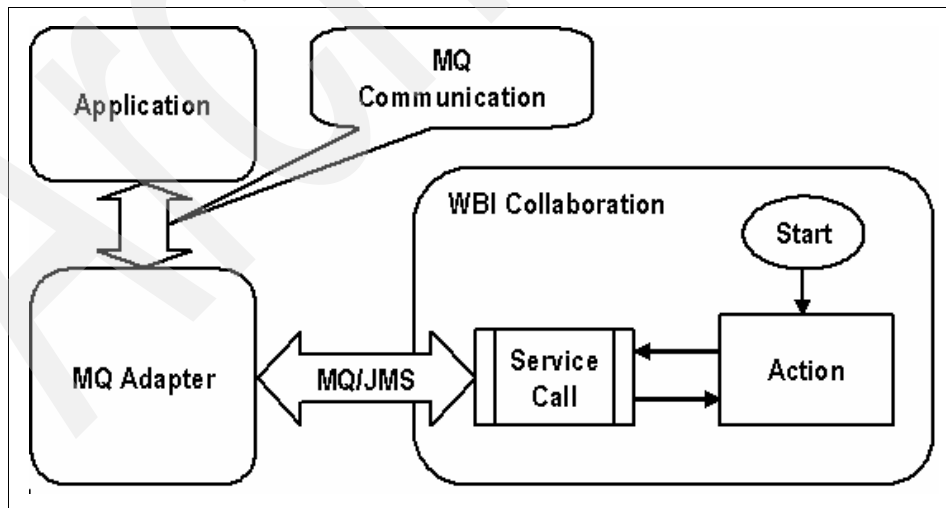 Application
MQ
Communication
WBI Collaboration
Start
MQ Adapter
MQ/JMS
Service
Call
Action